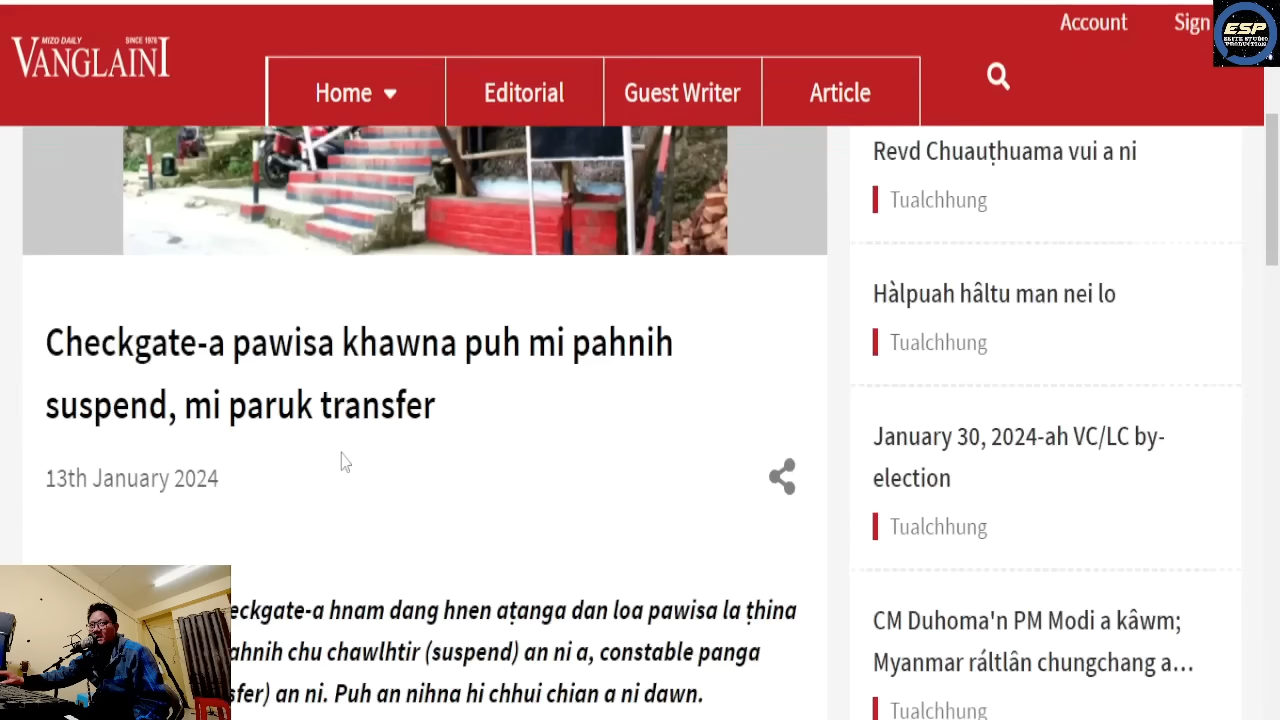 MIZO DAILY SINCE 1978
VANGLAINI
Account
Sign
ESP
ELITE STUDIO
PRODUCTION
Home
Editorial
Guest Writer
Article
Checkgate-a pawisa khawna puh mi pahnih
suspend, mi paruk transfer
13th January 2024
eckgate-a hnam dang hnen aṭanga dan loa pawisa la ṭhina
ahnih chu chawlhtir (suspend) an ni a, constable panga
sfer) an ni. Puh an nihna hi chhui chian a ni dawn.
Revd Chuauṭhuama vui a ni
Tualchhung
Hàlpuah hâltu man nei lo
Tualchhung
January 30, 2024-ah VC/LC by-
election
Tualchhung
CM Duhoma'n PM Modi a kâwm;
Myanmar ráltlân chungchang a...
Tualchhung